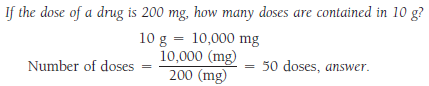 If the dose of a drug is 200 mg, how many doses are contained in 10 g?
10 g = 10,000 mg
Number of doses = 10,000 (mg) / 200 (mg) = 50 doses, answer.